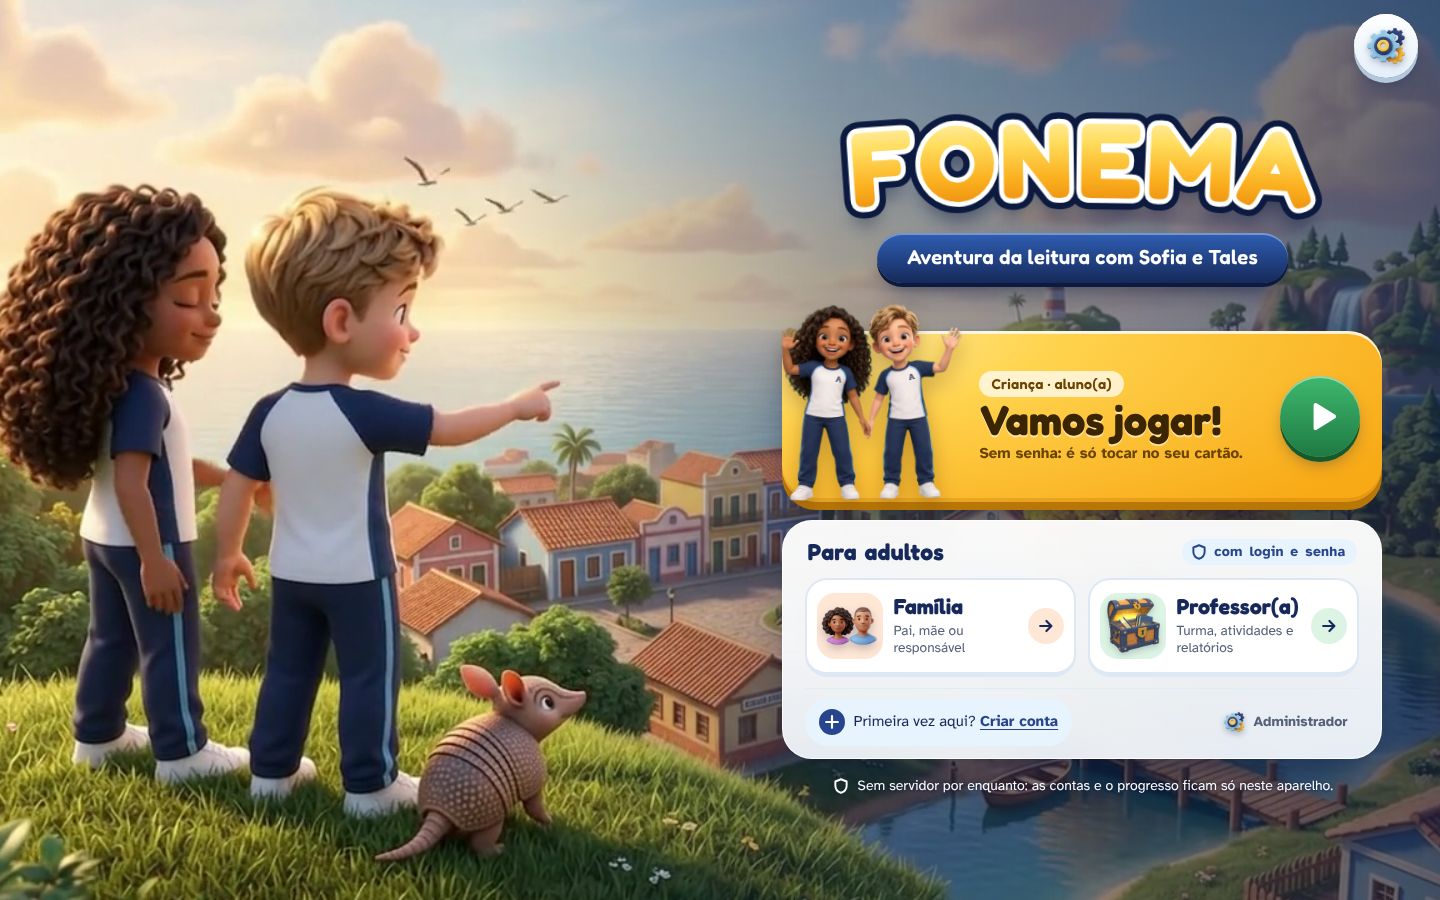 FONEMA
Aventura da leitura com Sofia e Tales
Criança · aluno(a)
Vamos jogar!
Sem senha: é só tocar no seu cartão.
Para adultos
com login e senha
Família
Pai, mãe ou
responsável
Professor(a)
Turma, atividades e
relatórios
Primeira vez aqui? Criar conta
Administrador
Sem servidor por enquanto: as contas e o progresso ficam só neste aparelho.